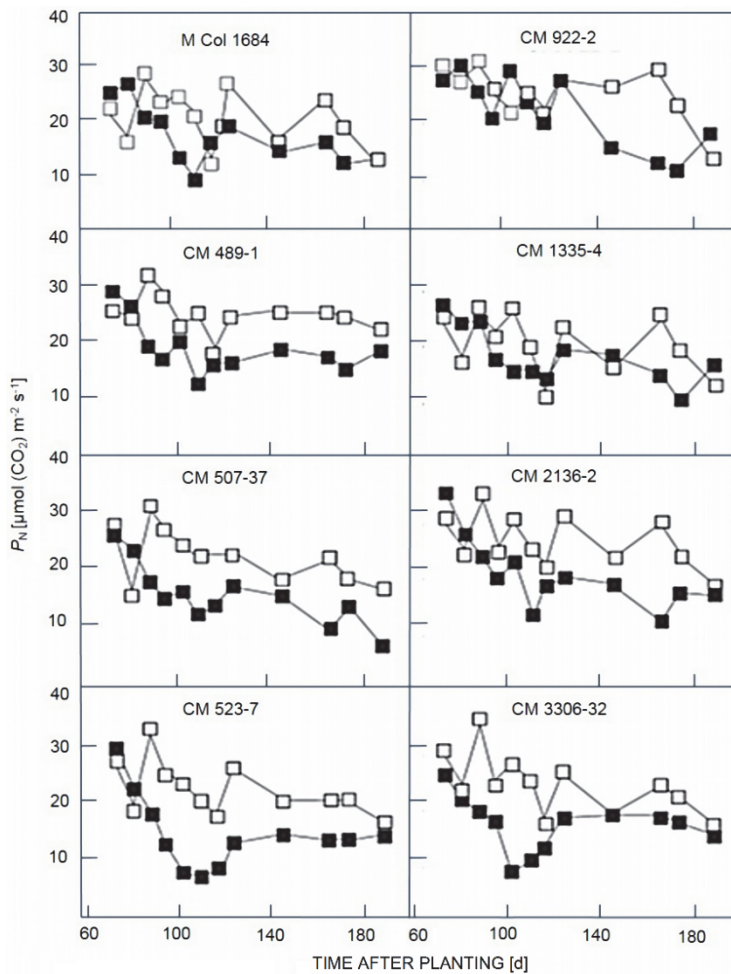 40
30
20
10
M Col 1684
CM 922-2
40
30
20
10
CM 489-1
CM 1335-4
40
30
20
10
CM 507-37
CM 2136-2
40
30
20
10
CM 523-7
CM 3306-32
P_N [µmol (CO₂) m⁻² s⁻¹]
60 100 140 180 60 100 140 180
TIME AFTER PLANTING [d]